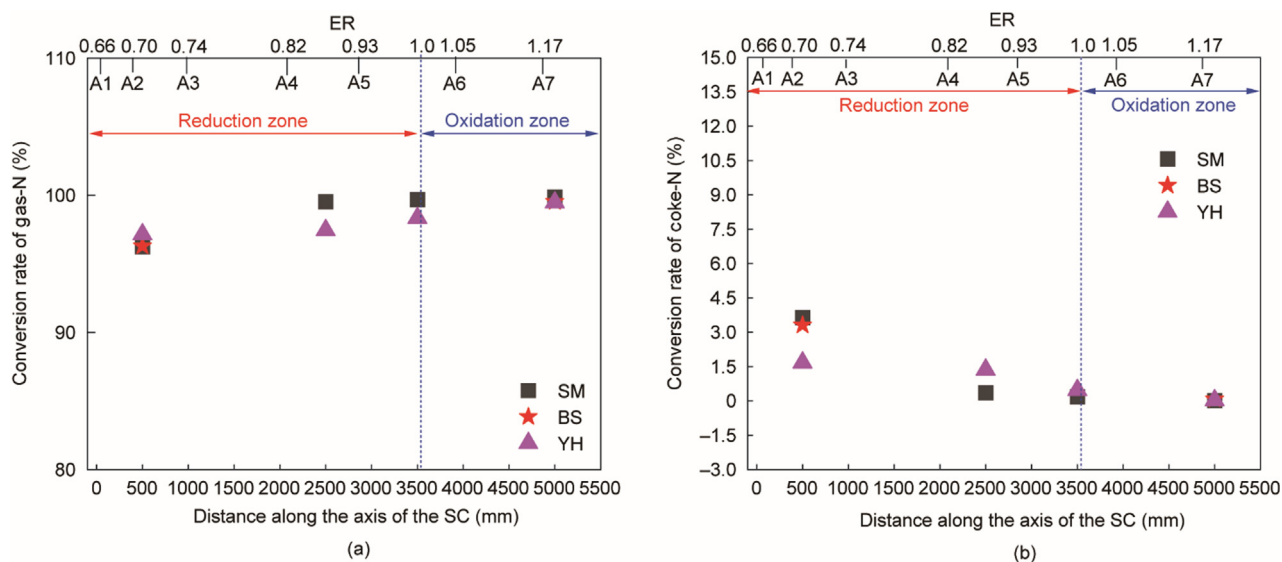 ER
0.66 0.70 0.74 0.82 0.93 1.0 1.05 1.17
A1 A2 A3 A4 A5 A6 A7
Reduction zone Oxidation zone
110
100
90
80
Conversion rate of gas-N (%)
SM
BS
YH
0 500 1000 1500 2000 2500 3000 3500 4000 4500 5000 5500
Distance along the axis of the SC (mm)
(a)
ER
0.66 0.70 0.74 0.82 0.93 1.0 1.05 1.17
A1 A2 A3 A4 A5 A6 A7
Reduction zone Oxidation zone
15.0
13.5
12.0
10.5
9.0
7.5
6.0
4.5
3.0
1.5
0
–1.5
–3.0
Conversion rate of coke-N (%)
SM
BS
YH
0 500 1000 1500 2000 2500 3000 3500 4000 4500 5000 5500
Distance along the axis of the SC (mm)
(b)